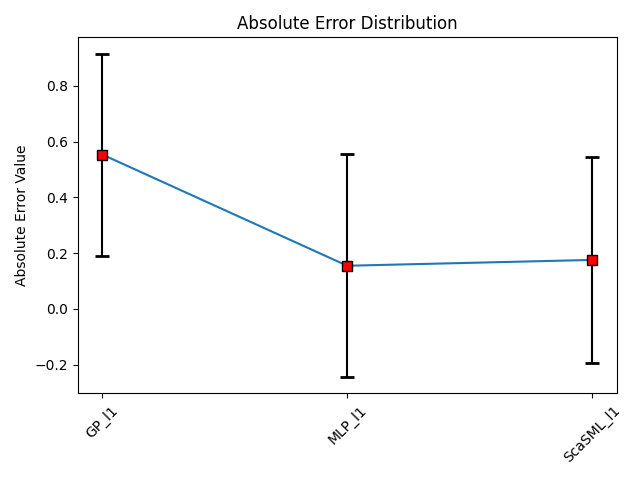 Absolute Error Distribution
Absolute Error Value
0.8
0.6
0.4
0.2
0.0
−0.2
GP_l1
MLP_l1
ScaSML_l1